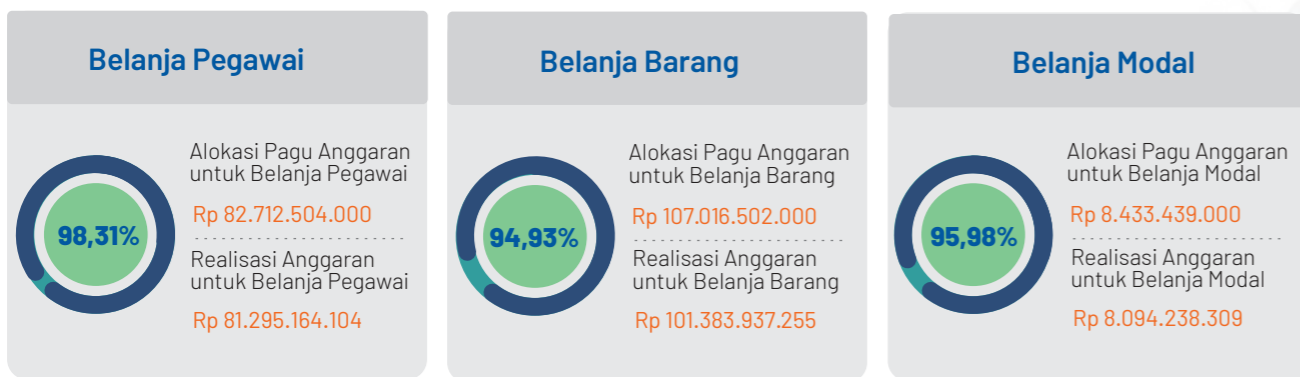 Belanja Pegawai
98,31%
Alokasi Pagu Anggaran
untuk Belanja Pegawai
Rp 82.712.504.000
Realisasi Anggaran
untuk Belanja Pegawai
Rp 81.295.164.104
Belanja Barang
94,93%
Alokasi Pagu Anggaran
untuk Belanja Barang
Rp 107.016.502.000
Realisasi Anggaran
untuk Belanja Barang
Rp 101.383.937.255
Belanja Modal
95,98%
Alokasi Pagu Anggaran
untuk Belanja Modal
Rp 8.433.439.000
Realisasi Anggaran
untuk Belanja Modal
Rp 8.094.238.309